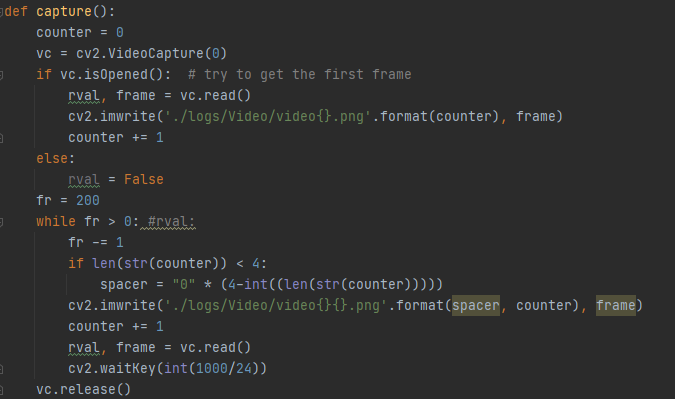 def capture():
    counter = 0
    vc = cv2.VideoCapture(0)
    if vc.isOpened():  # try to get the first frame
        rval, frame = vc.read()
        cv2.imwrite('./logs/Video/video{}.png'.format(counter), frame)
        counter += 1
    else:
        rval = False
    fr = 200
    while fr > 0: #rval:
        fr -= 1
        if len(str(counter)) < 4:
            spacer = "0" * (4-int((len(str(counter)))))
        cv2.imwrite('./logs/Video/video{}{}.png'.format(spacer, counter), frame)
        counter += 1
        rval, frame = vc.read()
        cv2.waitKey(int(1000/24))
    vc.release()